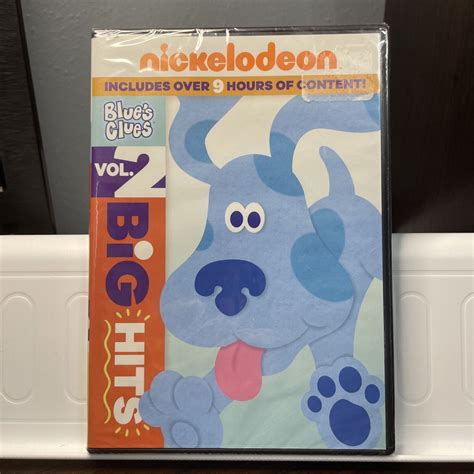 nickelodeon
INCLUDES OVER 9 HOURS OF CONTENT!
Blue's
Clues
VOL. 2
BiG
HITS